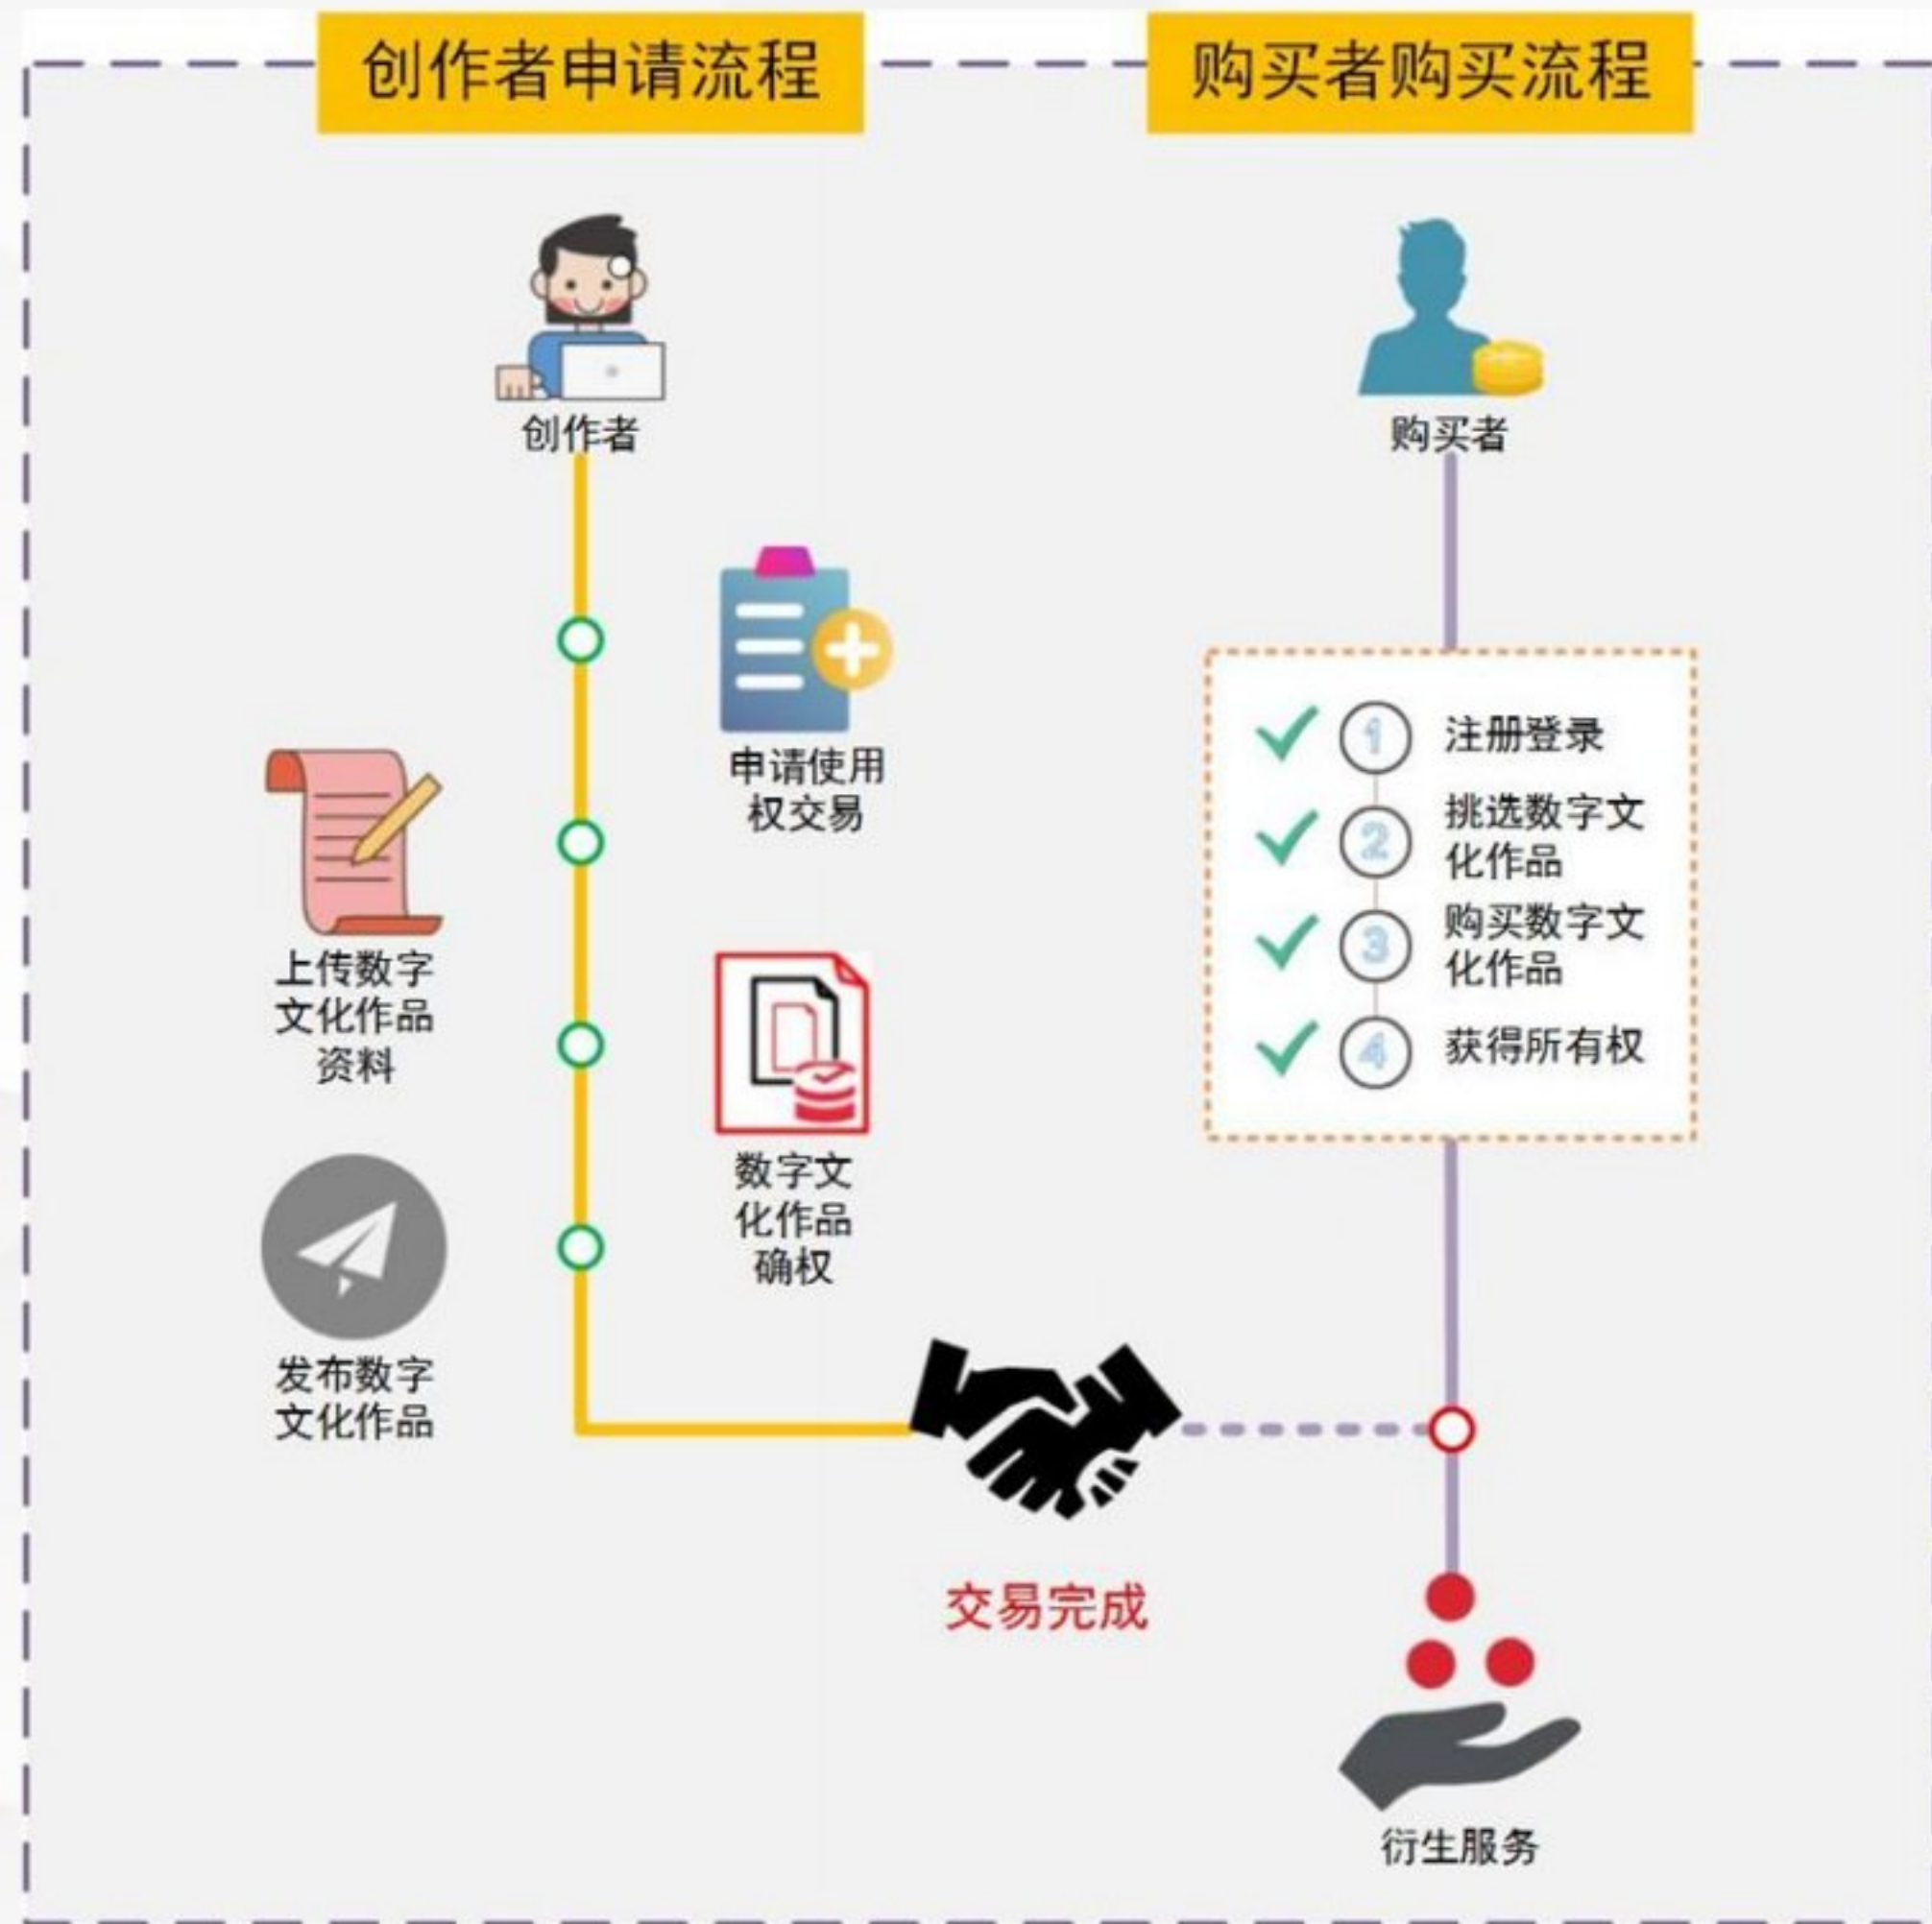 创作者申请流程
购买者购买流程
创作者
申请使用
权交易
上传数字
文化作品
资料
数字文
化作品
确权
发布数字
文化作品
购买者
1 注册登录
2 挑选数字文
化作品
3 购买数字文
化作品
4 获得所有权
交易完成
衍生服务